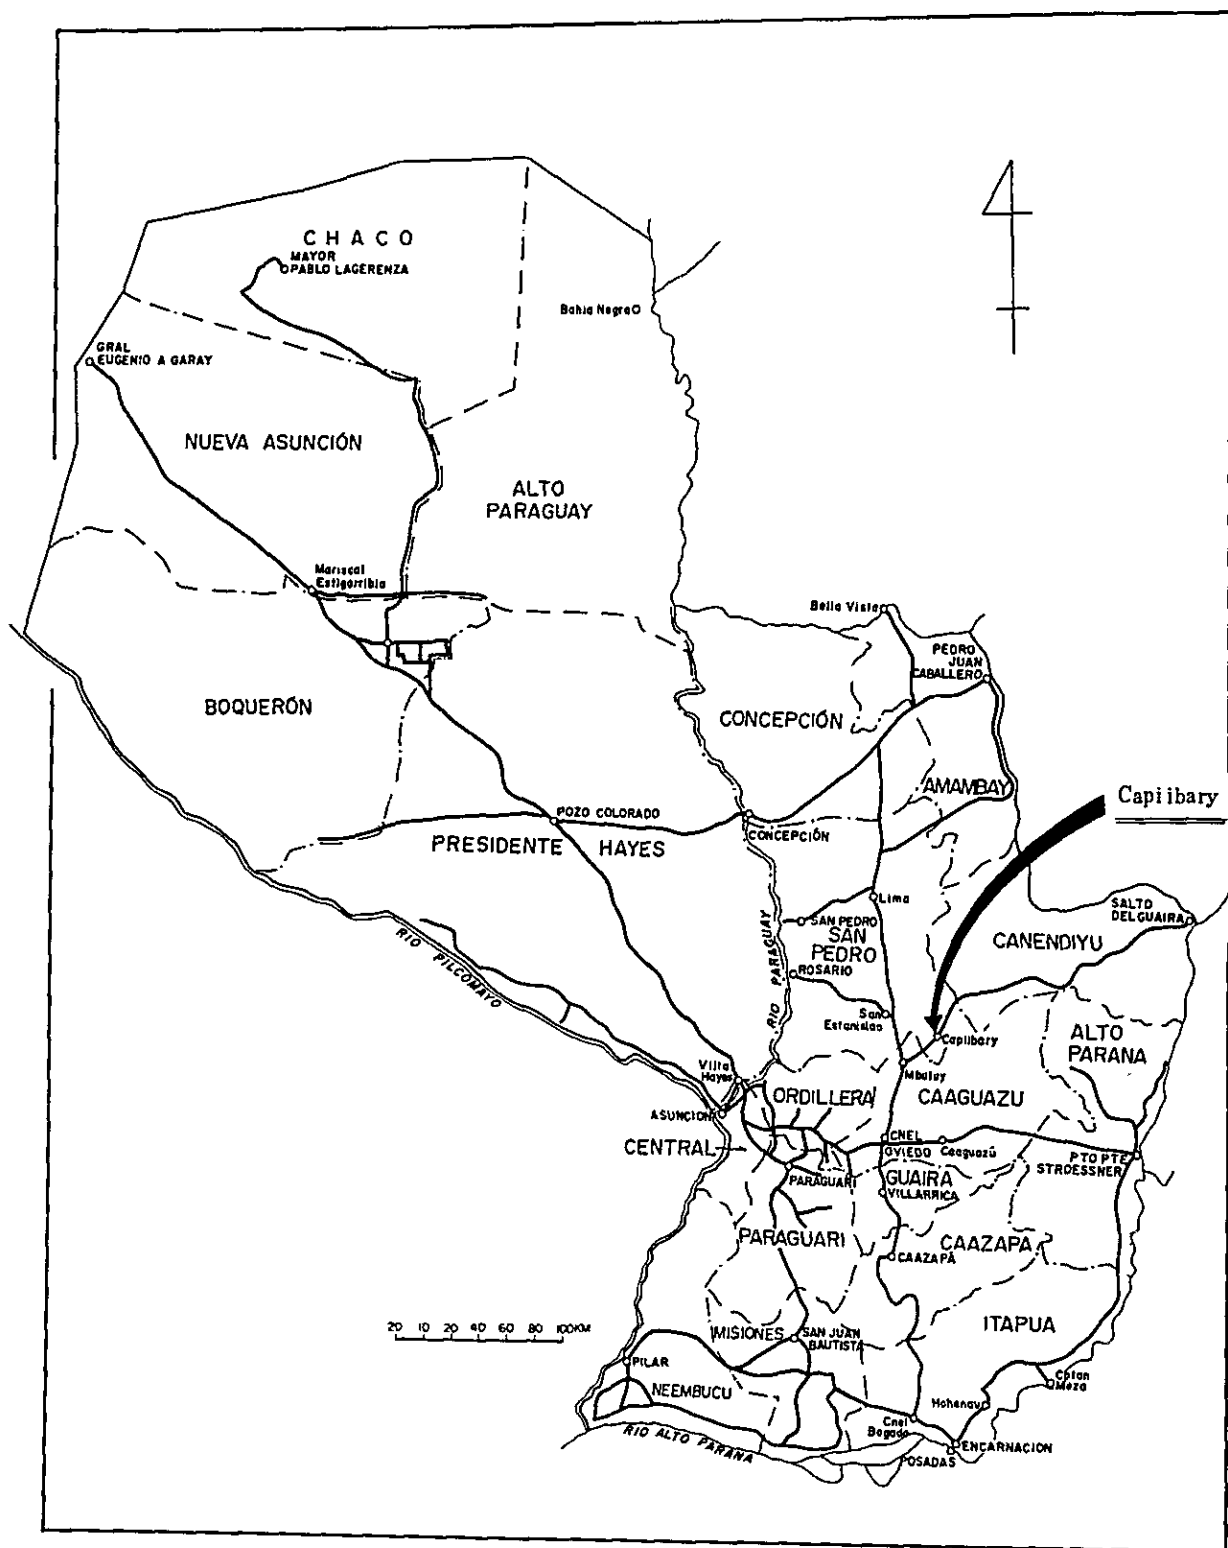 CHACO
MAYOR
PABLO LAGERENZA
Bahia Negra
GRAL
EUGENIO A GARAY
NUEVA ASUNCIÓN
ALTO
PARAGUAY
Mariscal
Estigarribia
Bella Vista
PEDRO
JUAN
CABALLERO
BOQUERÓN
CONCEPCIÓN
AMAMBAY
Capiibary
POZO COLORADO
CONCEPCIÓN
PRESIDENTE HAYES
Lima
SALTO
DEL GUAIRA
SAN PEDRO
SAN
PEDRO
CANENDIYU
RIO PARAGUAY
ROSARIO
RIO PILCOMAYO
San
Estanislao
Capiibary
ALTO
PARANA
Mbutuy
Villa
Hayes
ORDILLERA
CAAGUAZU
ASUNCION
CENTRAL
CNEL
OVIEDO
Caaguazú
PTO PTE
STROESSNER
PARAGUARI
GUAIRA
VILLARRICA
PARAGUARI
CAAZAPA
CAAZAPÁ
ITAPUA
20 10 20 40 60 80 100KM
MISIONES
SAN JUAN
BAUTISTA
PILAR
ÑEEMBUCU
Cptan
Meza
Hohenau
Cnel
Bogado
RIO ALTO PARANA
ENCARNACION
POSADAS